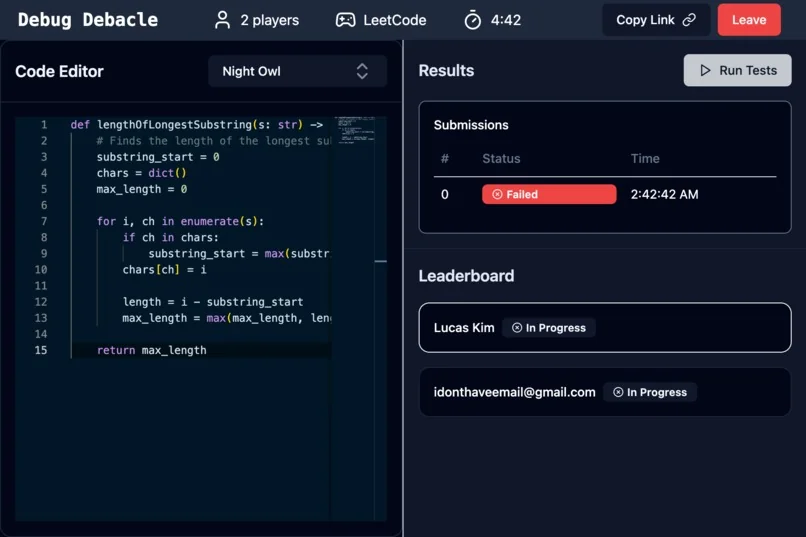 Debug Debacle
2 players
LeetCode
4:42
Copy Link
Leave
Code Editor
Night Owl
1 def lengthOfLongestSubstring(s: str) ->
2 # Finds the length of the longest
3 substring_start = 0
4 chars = dict()
5 max_length = 0
6
7 for i, ch in enumerate(s):
8 if ch in chars:
9 substring_start = max(substr
10 chars[ch] = i
11
12 length = i - substring_start
13 max_length = max(max_length, len
14
15 return max_length
Results
Run Tests
Submissions
# Status Time
0 Failed 2:42:42 AM
Leaderboard
Lucas Kim In Progress
idonthaveemail@gmail.com In Progress